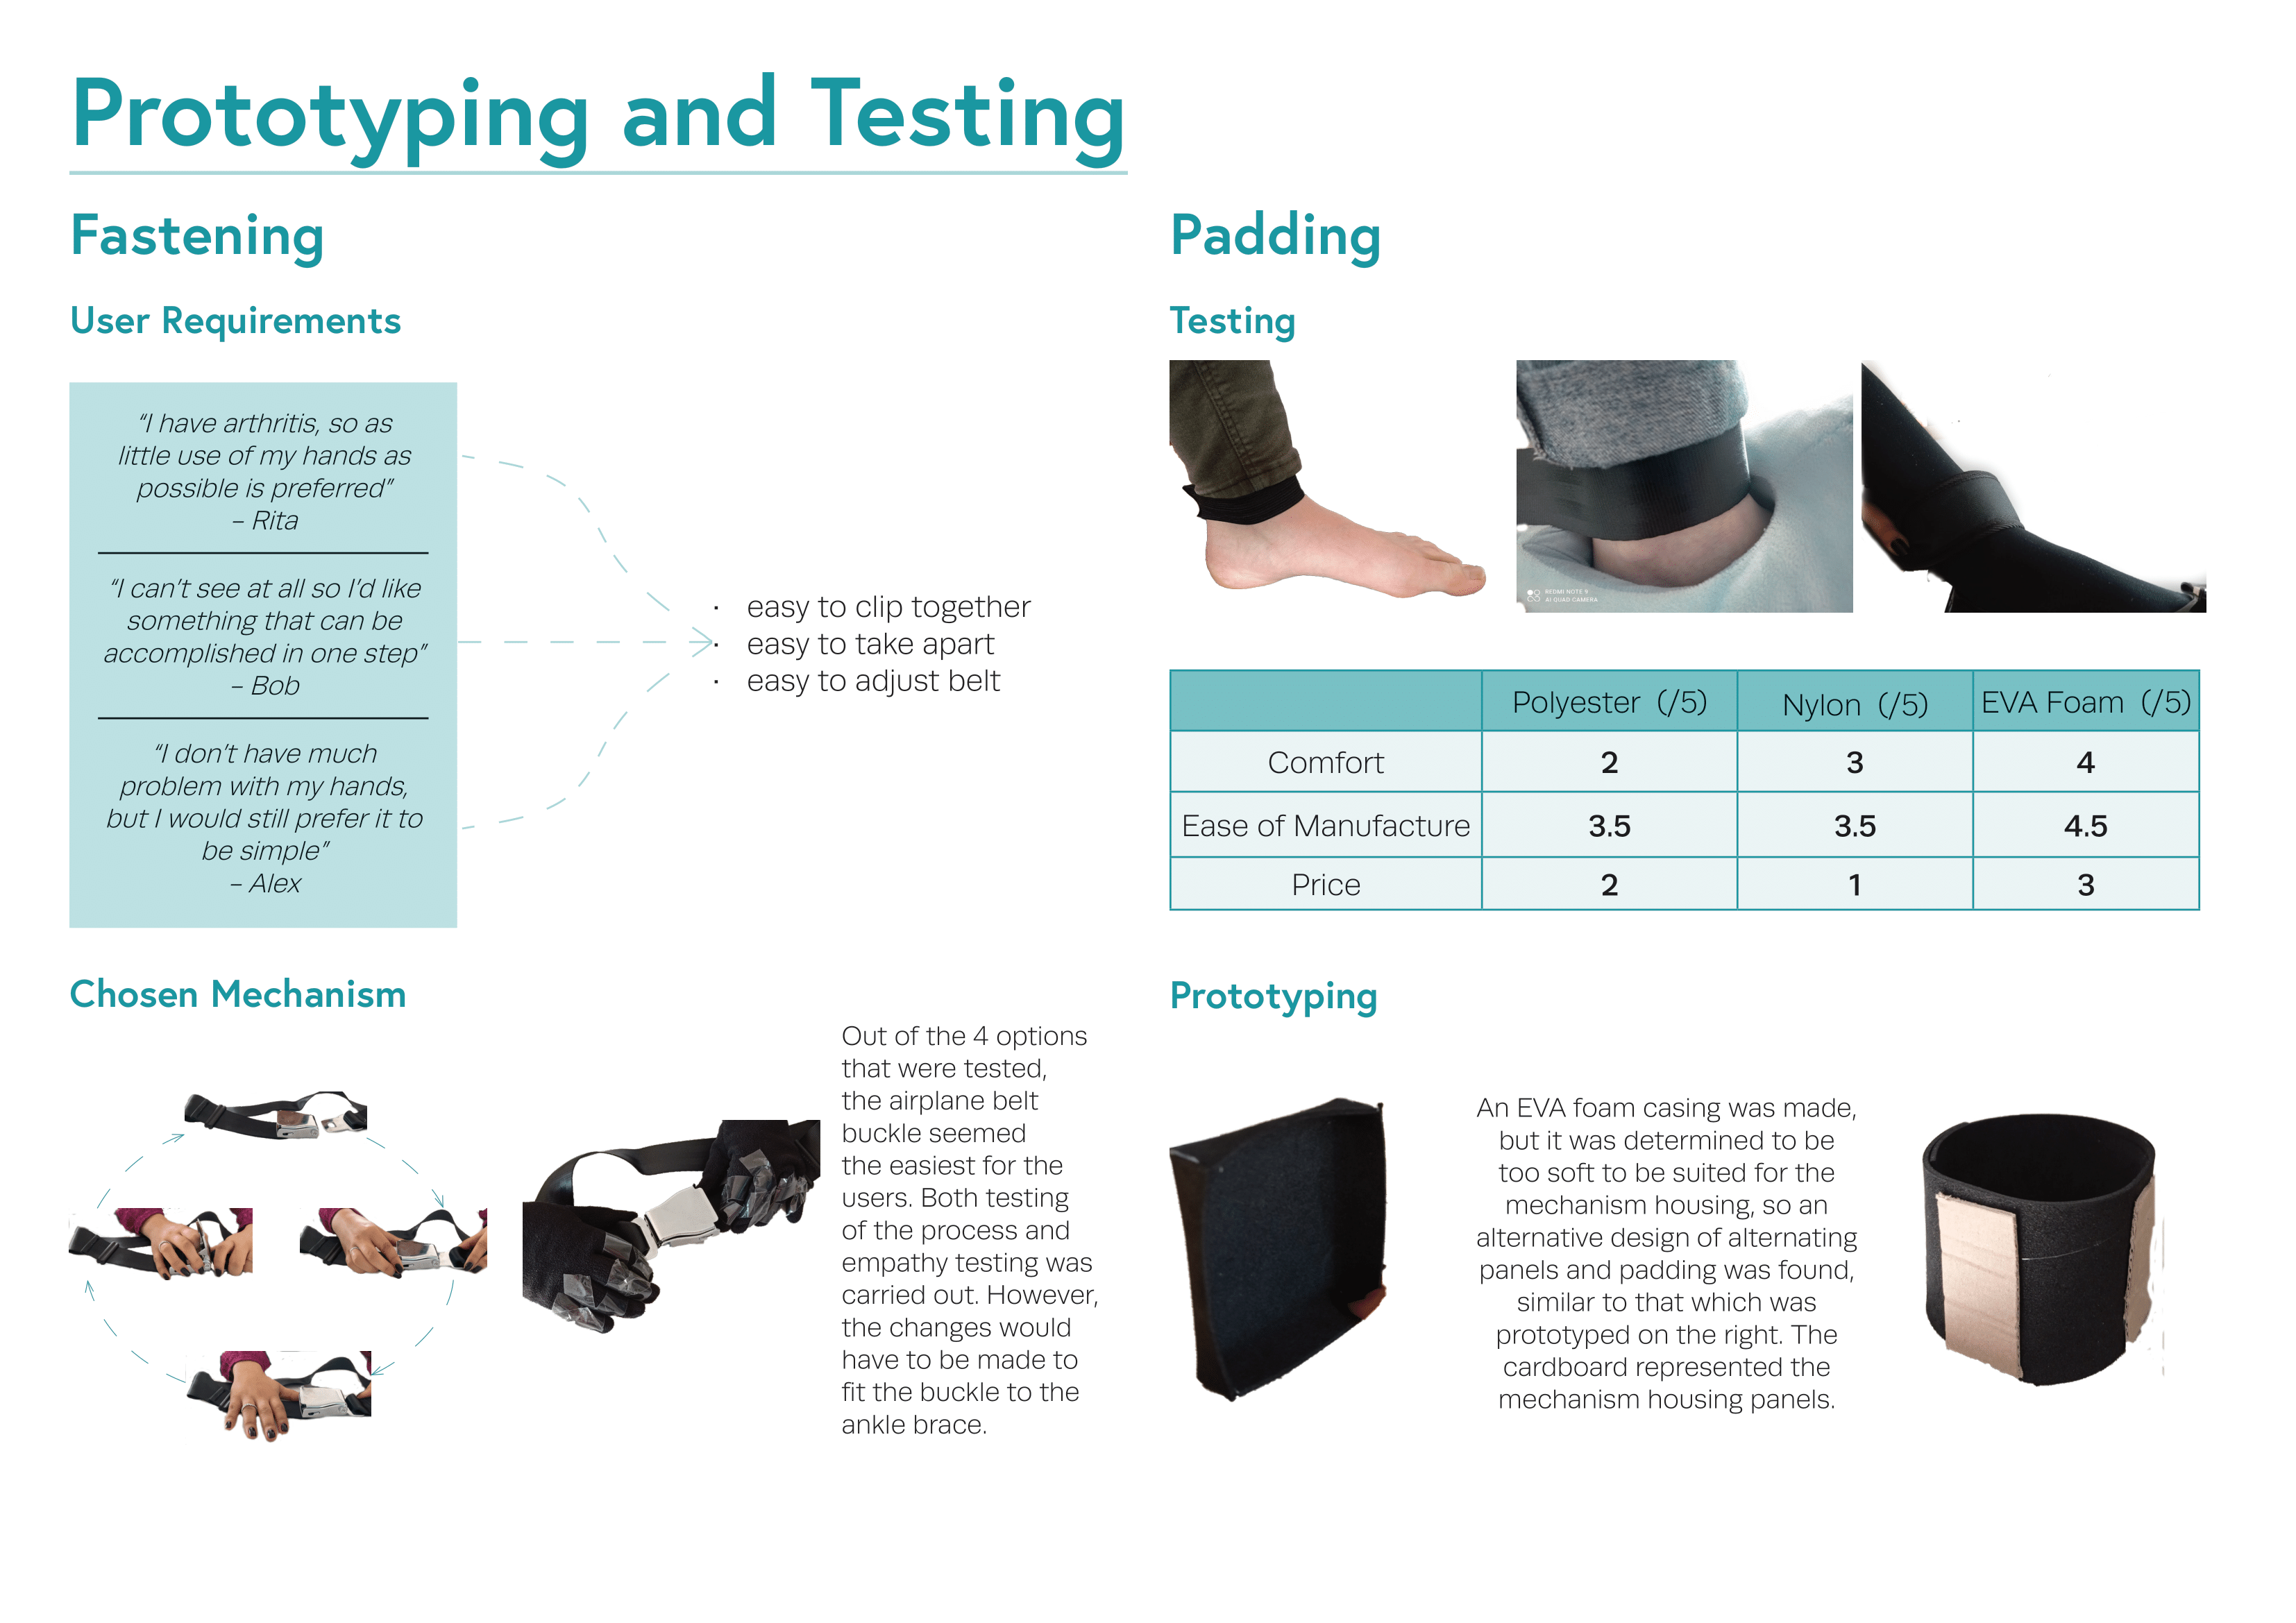 Prototyping and Testing
Fastening
User Requirements
“I have arthritis, so as
little use of my hands as
possible is preferred”
– Rita
“I can’t see at all so I’d like
something that can be
accomplished in one step”
– Bob
“I don’t have much
problem with my hands,
but I would still prefer it to
be simple”
– Alex
· easy to clip together
· easy to take apart
· easy to adjust belt
Chosen Mechanism
Out of the 4 options
that were tested,
the airplane belt
buckle seemed
the easiest for the
users. Both testing
of the process and
empathy testing was
carried out. However,
the changes would
have to be made to
fit the buckle to the
ankle brace.
Padding
Testing
REDMI NOTE 9
AI QUAD CAMERA
Polyester (/5) Nylon (/5) EVA Foam (/5)
Comfort 2 3 4
Ease of Manufacture 3.5 3.5 4.5
Price 2 1 3
Prototyping
An EVA foam casing was made,
but it was determined to be
too soft to be suited for the
mechanism housing, so an
alternative design of alternating
panels and padding was found,
similar to that which was
prototyped on the right. The
cardboard represented the
mechanism housing panels.